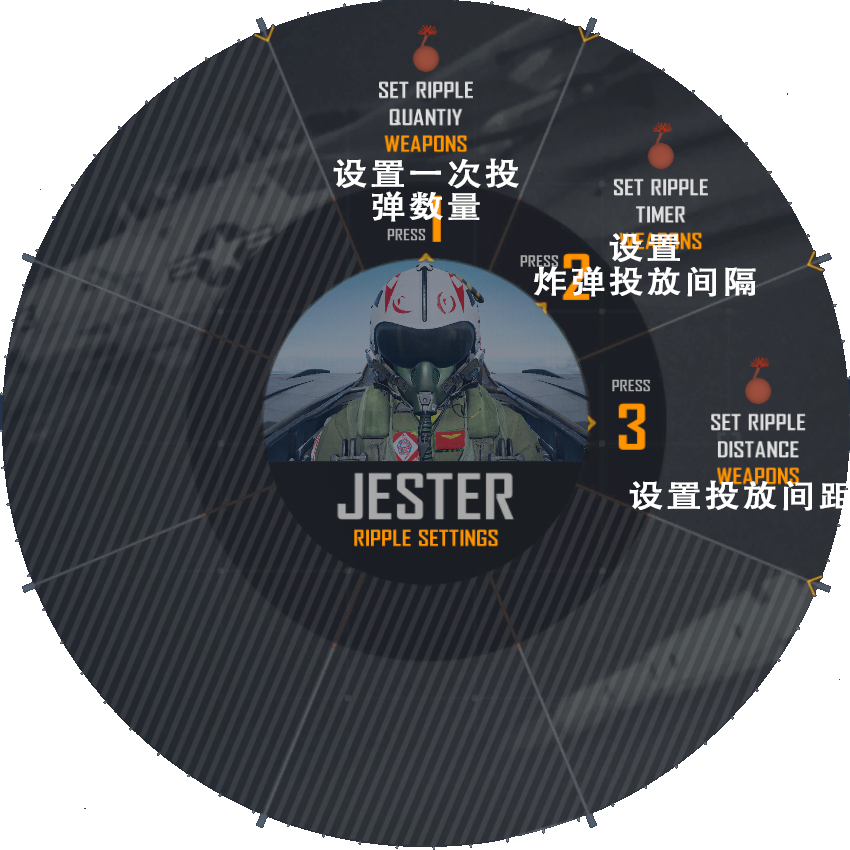 SET RIPPLE
QUANTIY
WEAPONS
设置一次投
弹数量
PRESS 1
SET RIPPLE
TIMER
WEAPONS
设置
炸弹投放间隔
PRESS 2
PRESS 3
SET RIPPLE
DISTANCE
WEAPONS
设置投放间距
JESTER
RIPPLE SETTINGS